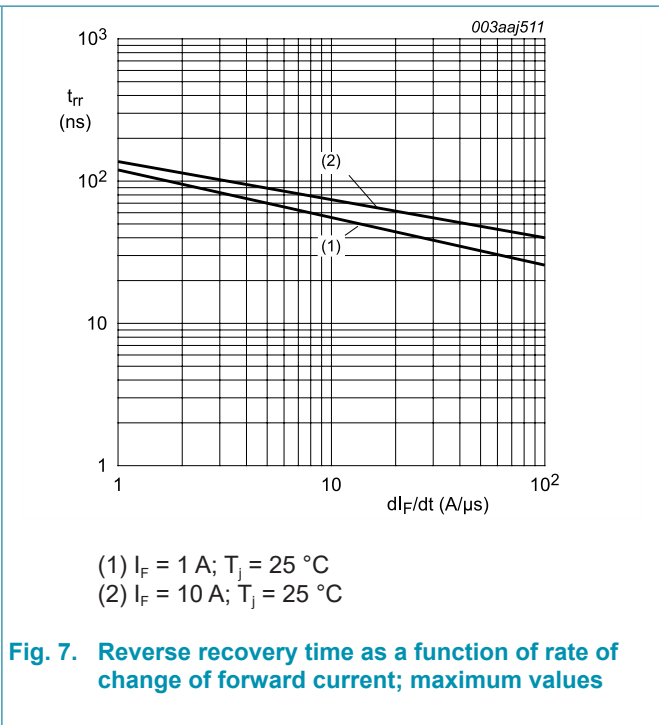 003aaj511
10³
t_rr
(ns)
(2)
10²
(1)
10
1
1
10
10²
dI_F/dt (A/µs)
(1) I_F = 1 A; T_j = 25 °C
(2) I_F = 10 A; T_j = 25 °C
Fig. 7. Reverse recovery time as a function of rate of
change of forward current; maximum values